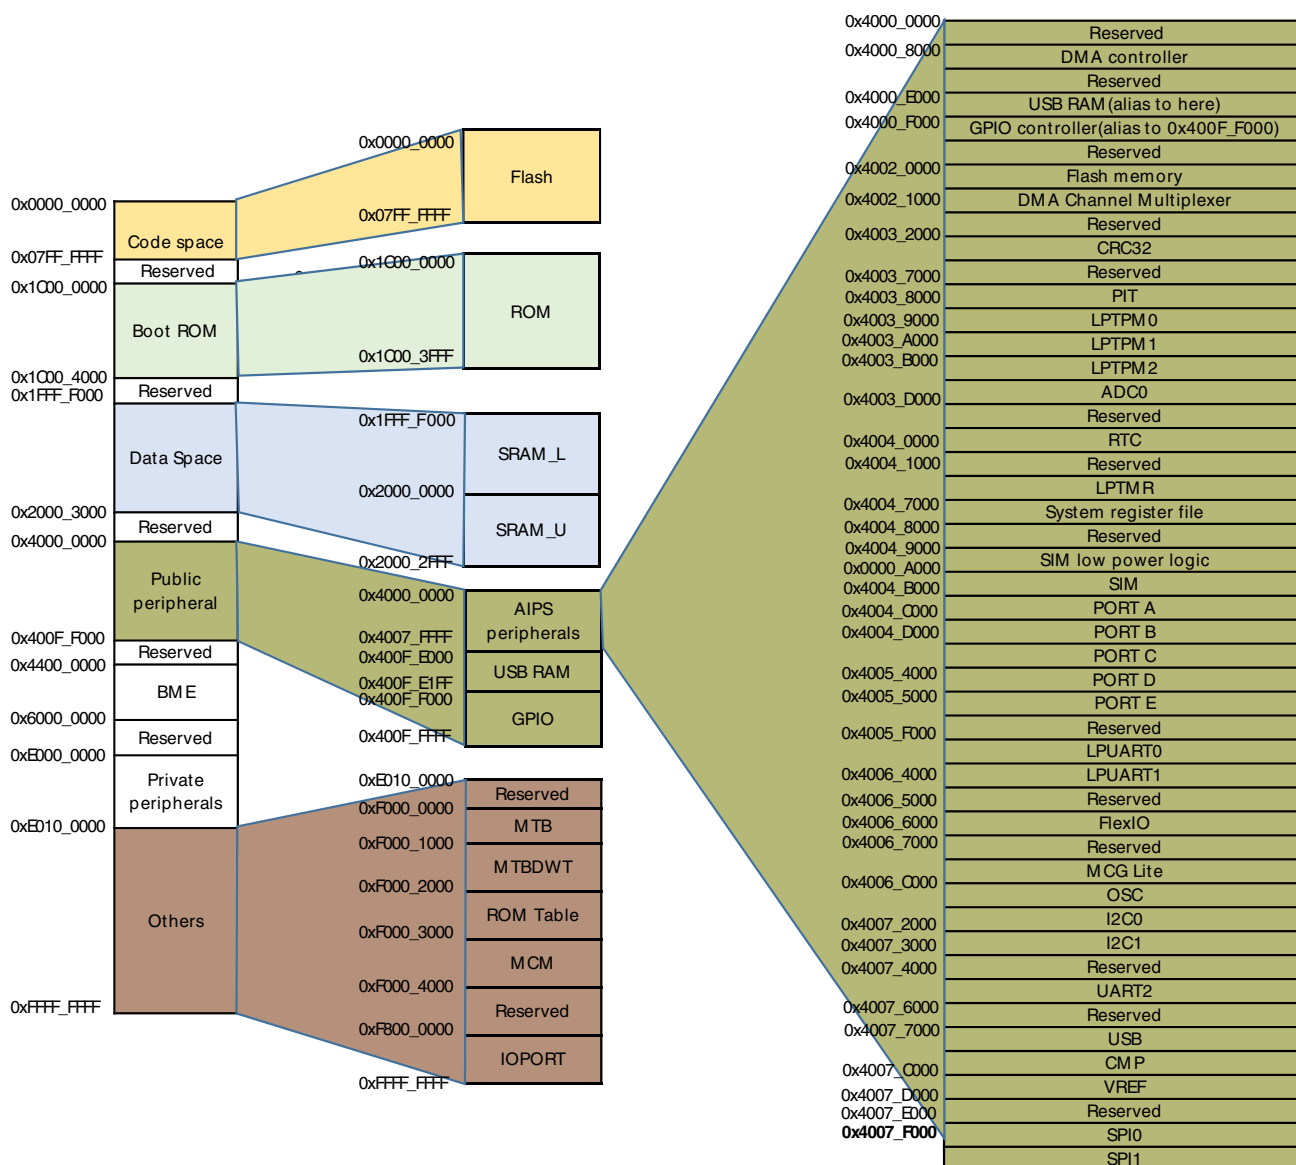 0x0000_0000
Code space
0x07FF_FFFF
Reserved
0x1C00_0000
Boot ROM
0x1C00_4000
Reserved
0x1FFF_F000
Data Space
0x2000_3000
Reserved
0x4000_0000
Public
peripheral
0x400F_F000
Reserved
0x4400_0000
BME
0x6000_0000
Reserved
0xE000_0000
Private
peripherals
0xE010_0000
Others
0xFFFF_FFFF
0x0000_0000
Flash
0x07FF_FFFF
0x1C00_0000
ROM
0x1C00_3FFF
0x1FFF_F000
SRAM_L
0x2000_0000
SRAM_U
0x2000_2FFF
0x4000_0000
AIPS
peripherals
0x4007_FFFF
0x400F_E000
USB RAM
0x400F_E1FF
0x400F_F000
GPIO
0x400F_FFFF
0xE010_0000
Reserved
0xF000_0000
MTB
0xF000_1000
MTBDWT
0xF000_2000
ROM Table
0xF000_3000
MCM
0xF000_4000
Reserved
0xF800_0000
IOPORT
0xFFFF_FFFF
0x4000_0000
Reserved
0x4000_8000
DMA controller
Reserved
0x4000_E000
USB RAM(alias to here)
0x4000_F000
GPIO controller(alias to 0x400F_F000)
Reserved
0x4002_0000
Flash memory
0x4002_1000
DMA Channel Multiplexer
Reserved
0x4003_2000
CRC32
Reserved
0x4003_7000
PIT
0x4003_8000
LPTPM0
0x4003_9000
LPTPM1
0x4003_A000
LPTPM2
0x4003_B000
ADC0
0x4003_D000
Reserved
RTC
0x4004_0000
Reserved
0x4004_1000
LPTMR
0x4004_7000
System register file
0x4004_8000
Reserved
0x4004_9000
SIM low power logic
0x0000_A000
SIM
0x4004_B000
PORT A
0x4004_C000
PORT B
0x4004_D000
PORT C
0x4005_4000
PORT D
0x4005_5000
PORT E
Reserved
0x4005_F000
LPUART0
LPUART1
0x4006_4000
Reserved
0x4006_5000
FlexIO
0x4006_6000
Reserved
0x4006_7000
MCG Lite
0x4006_C000
OSC
I2C0
0x4007_2000
I2C1
0x4007_3000
Reserved
0x4007_4000
UART2
0x4007_6000
Reserved
0x4007_7000
USB
CMP
0x4007_C000
VREF
0x4007_D000
Reserved
0x4007_E000
SPI0
0x4007_F000
SPI1